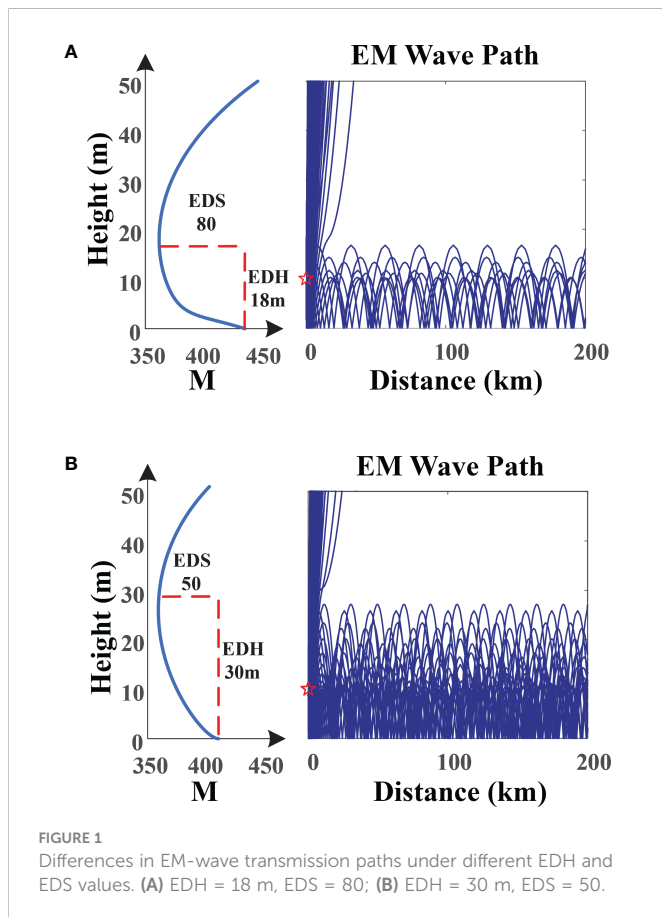 A
EM Wave Path
Height (m)
50
40
30
20
10
0
EDS
80
EDH
18m
350 400 450
M
0 100 200
Distance (km)
B
EM Wave Path
Height (m)
50
40
30
20
10
0
EDS
50
EDH
30m
350 400 450
M
0 100 200
Distance (km)
FIGURE 1
Differences in EM-wave transmission paths under different EDH and
EDS values. (A) EDH = 18 m, EDS = 80; (B) EDH = 30 m, EDS = 50.